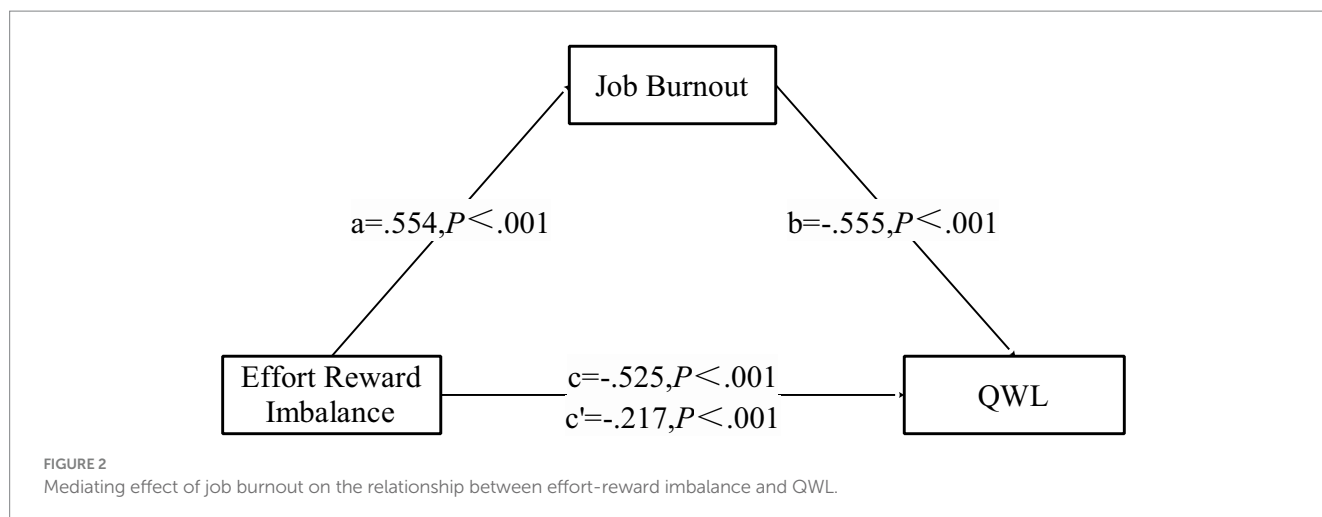 Job Burnout
a=.554,P<.001
b=-.555,P<.001
Effort Reward
Imbalance
c=-.525,P<.001
c'=-.217,P<.001
QWL
FIGURE 2
Mediating effect of job burnout on the relationship between effort-reward imbalance and QWL.